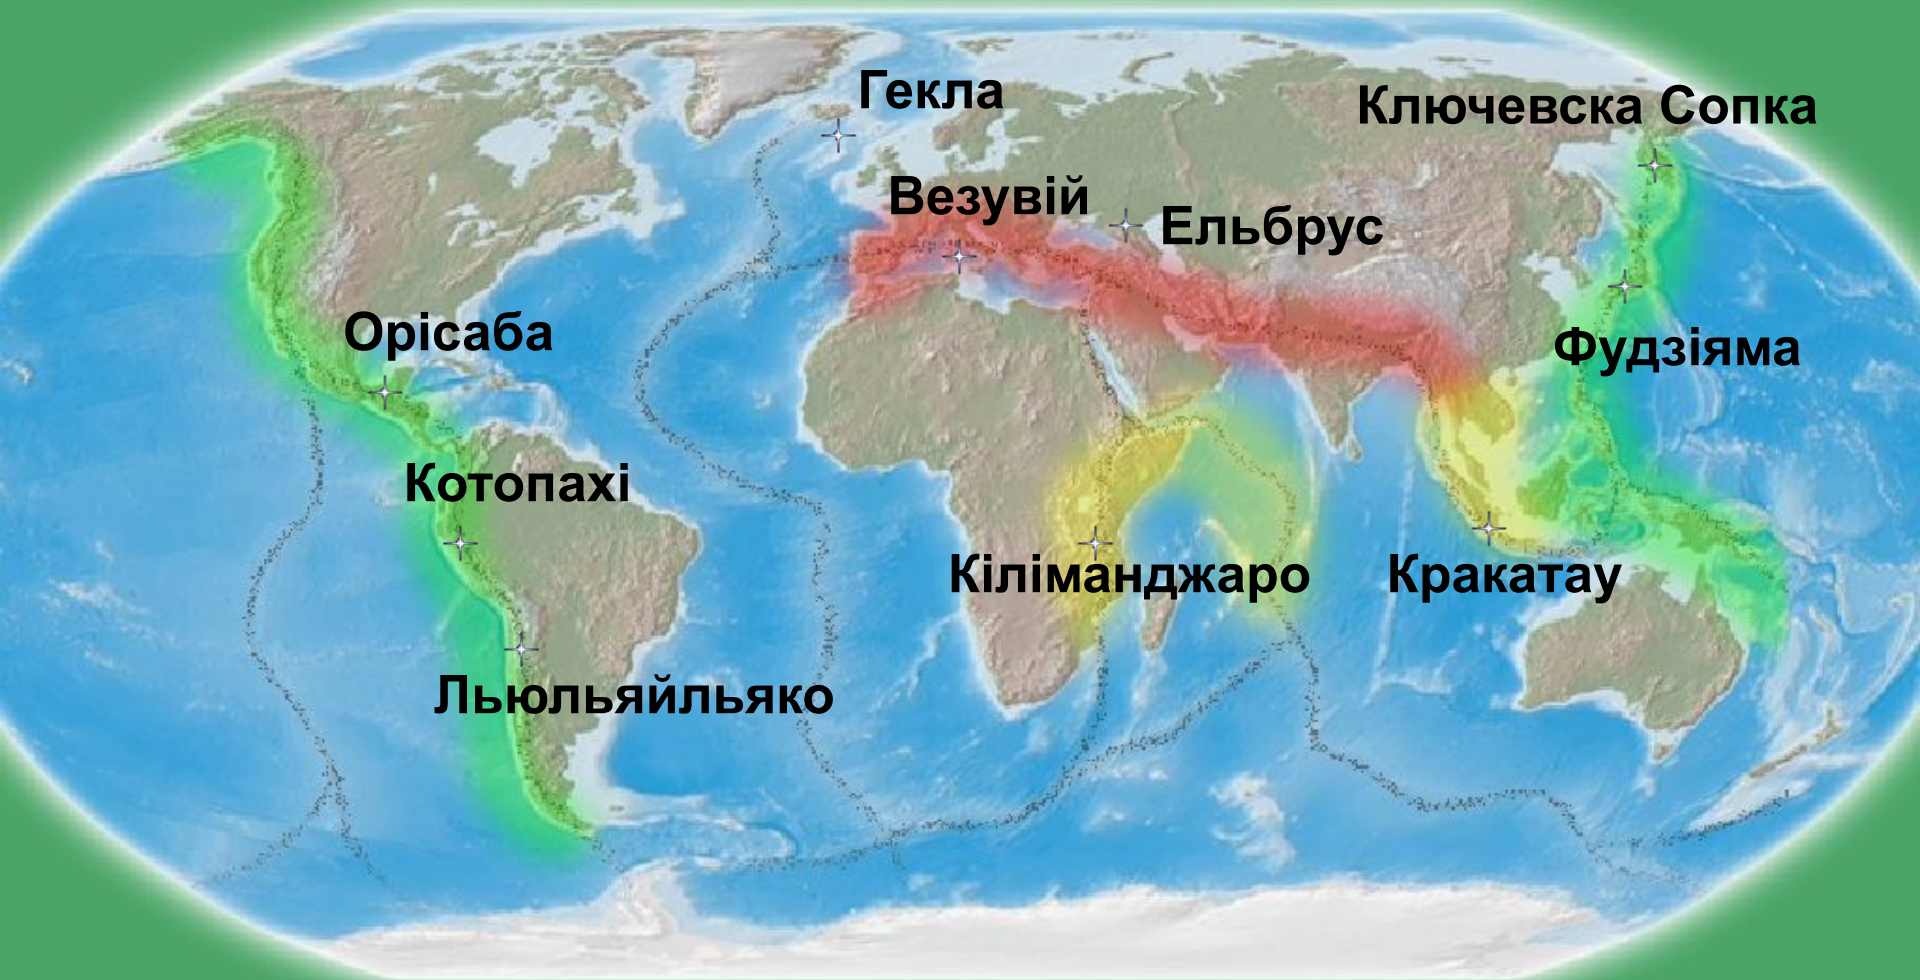 Гекла
Ключевска Сопка
Везувій
Ельбрус
Орісаба
Фудзіяма
Котопахі
Кіліманджаро
Кракатау
Льюльяйльяко